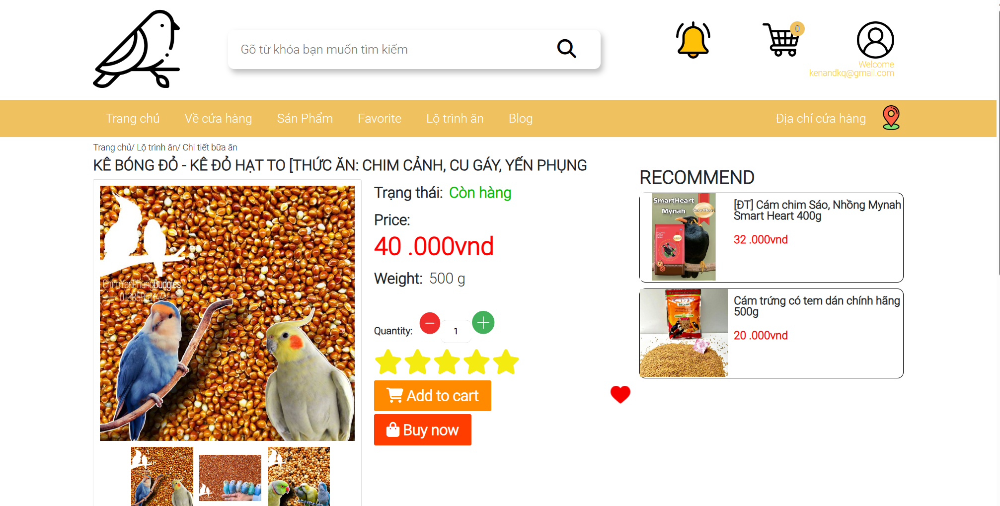 Gõ từ khóa bạn muốn tìm kiếm
0
Welcome
kenandkq@gmail.com
Trang chủ
Về cửa hàng
Sản Phẩm
Favorite
Lộ trình ăn
Blog
Địa chỉ cửa hàng
Trang chủ/ Lộ trình ăn/ Chi tiết bữa ăn
KÊ BÓNG ĐỎ - KÊ ĐỎ HẠT TO [THỨC ĂN: CHIM CẢNH, CU GÁY, YẾN PHỤNG
ChimYenPhungBudgies
Trạng thái: Còn hàng
Price:
40 .000vnd
Weight: 500 g
Quantity:
1
Add to cart
Buy now
RECOMMEND
SmartHeart
Mynah
SmartHeart
[ĐT] Cám chim Sáo, Nhồng Mynah
Smart Heart 400g
32 .000vnd
Cám trứng có tem dán chính hãng
500g
20 .000vnd